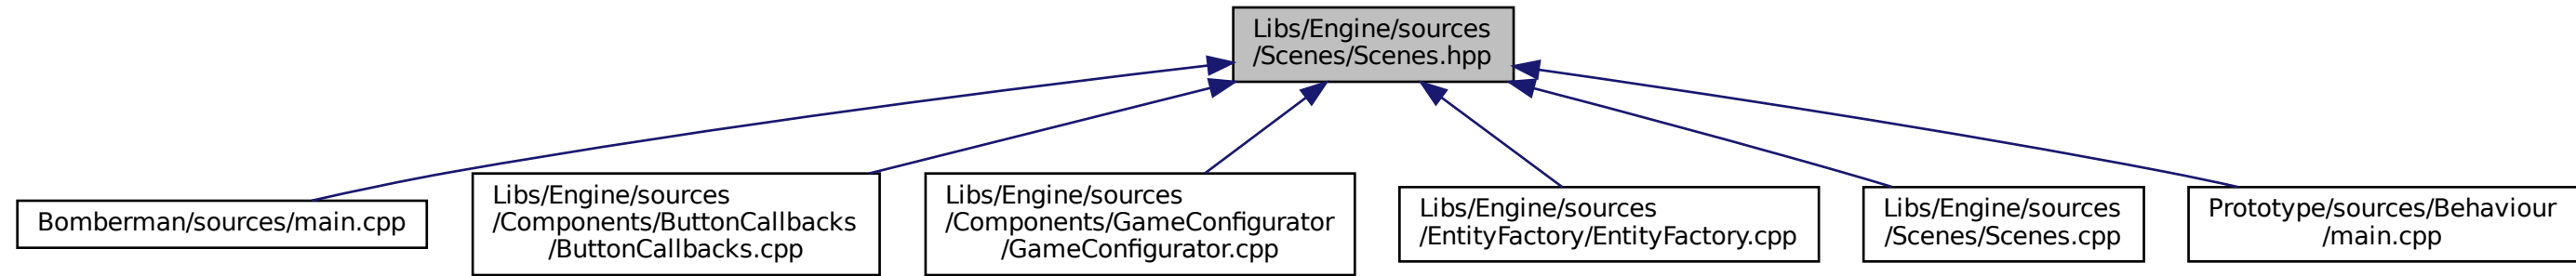 Libs/Engine/sources
/Scenes/Scenes.hpp
Bomberman/sources/main.cpp
Libs/Engine/sources
/Components/ButtonCallbacks
/ButtonCallbacks.cpp
Libs/Engine/sources
/Components/GameConfigurator
/GameConfigurator.cpp
Libs/Engine/sources
/EntityFactory/EntityFactory.cpp
Libs/Engine/sources
/Scenes/Scenes.cpp
Prototype/sources/Behaviour
/main.cpp